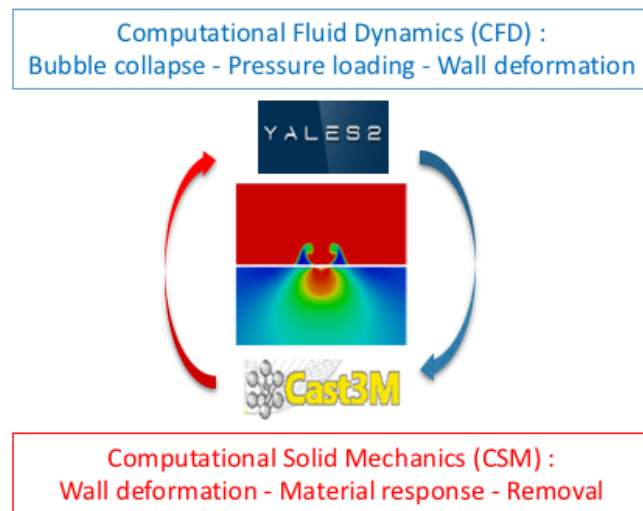 Computational Fluid Dynamics (CFD) :
Bubble collapse - Pressure loading - Wall deformation
YALES2
Cast3M
Computational Solid Mechanics (CSM) :
Wall deformation - Material response - Removal